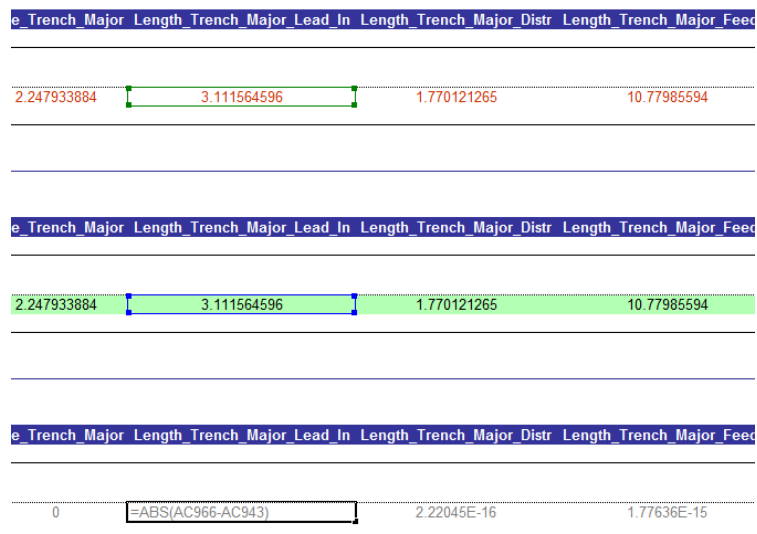 e_Trench_Major Length_Trench_Major_Lead_In Length_Trench_Major_Distr Length_Trench_Major_Feed
2.247933884 3.111564596 1.770121265 10.77985594
e_Trench_Major Length_Trench_Major_Lead_In Length_Trench_Major_Distr Length_Trench_Major_Feed
2.247933884 3.111564596 1.770121265 10.77985594
e_Trench_Major Length_Trench_Major_Lead_In Length_Trench_Major_Distr Length_Trench_Major_Feed
0 =ABS(AC966-AC943) 2.22045E-16 1.77636E-15